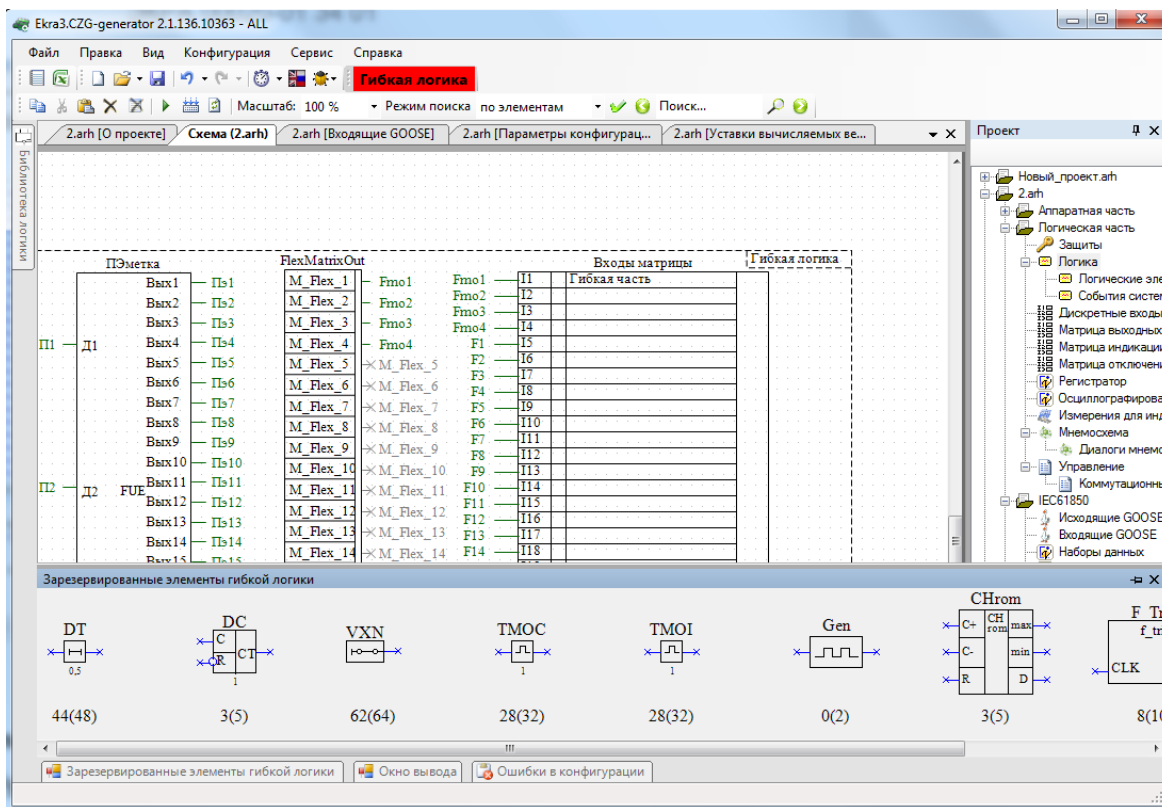 Ekra3.CZG-generator 2.1.136.10363 - ALL
Файл Правка Вид Конфигурация Сервис Справка
Гибкая логика
Масштаб: 100 % Режим поиска по элементам Поиск...
2.arh [О проекте] Схема (2.arh) 2.arh [Входящие GOOSE] 2.arh [Параметры конфигурац... 2.arh [Уставки вычисляемых ве...
Библиотека логики
ПЭметка
Вых1 Пэ1
Вых2 Пэ2
Вых3 Пэ3
П1 Д1 Вых4 Пэ4
Вых5 Пэ5
Вых6 Пэ6
Вых7 Пэ7
Вых8 Пэ8
Вых9 Пэ9
Вых10 Пэ10
П2 Д2 FUE Вых11 Пэ11
Вых12 Пэ12
Вых13 Пэ13
Вых14 Пэ14
Вых15 Пэ15
FlexMatrixOut
M_Flex_1 Fmo1
M_Flex_2 Fmo2
M_Flex_3 Fmo3
M_Flex_4 Fmo4
M_Flex_5 M_Flex_5
M_Flex_6 M_Flex_6
M_Flex_7 M_Flex_7
M_Flex_8 M_Flex_8
M_Flex_9 M_Flex_9
M_Flex_10 M_Flex_10
M_Flex_11 M_Flex_11
M_Flex_12 M_Flex_12
M_Flex_13 M_Flex_13
M_Flex_14 M_Flex_14
Входы матрицы
Гибкая логика
Fmo1 I1 Гибкая часть
Fmo2 I2
Fmo3 I3
Fmo4 I4
F1 I5
F2 I6
F3 I7
F4 I8
F5 I9
F6 I10
F7 I11
F8 I12
F9 I13
F10 I14
F11 I15
F12 I16
F13 I17
F14 I18
Проект
Новый_проект.arh
2.arh
Аппаратная часть
Логическая часть
Защиты
Логика
Логические эле
События систем
Дискретные входы
Матрица выходных
Матрица индикации
Матрица отключени
Регистратор
Осциллографирова
Измерения для инд
Мнемосхема
Диалоги мнемо
Управление
Коммутационны
IEC61850
Исходящие GOOSE
Входящие GOOSE
Наборы данных
Зарезервированные элементы гибкой логики
DT
0,5
44(48)
DC
C
R CT
1
3(5)
VXN
62(64)
TMOC
1
28(32)
TMOI
1
28(32)
Gen
0(2)
CHrom
C+ CH rom max
C- min
R D
3(5)
F_Tr
f_tr
CLK
8(10
Зарезервированные элементы гибкой логики Окно вывода Ошибки в конфигурации